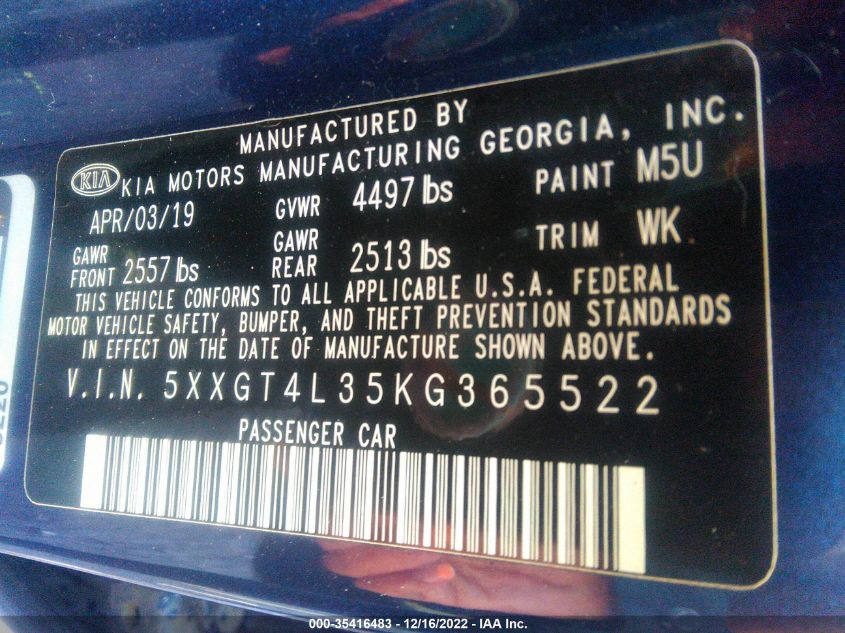 MANUFACTURED BY
KIA KIA MOTORS MANUFACTURING GEORGIA, INC.
APR/03/19 GVWR 4497 lbs PAINT M5U
GAWR FRONT 2557 lbs GAWR REAR 2513 lbs TRIM WK
THIS VEHICLE CONFORMS TO ALL APPLICABLE U.S.A. FEDERAL
MOTOR VEHICLE SAFETY, BUMPER, AND THEFT PREVENTION STANDARDS
IN EFFECT ON THE DATE OF MANUFACTURE SHOWN ABOVE.
V.I.N. 5XXGT4L35KG365522
PASSENGER CAR
000-35416483 - 12/16/2022 - IAA Inc.